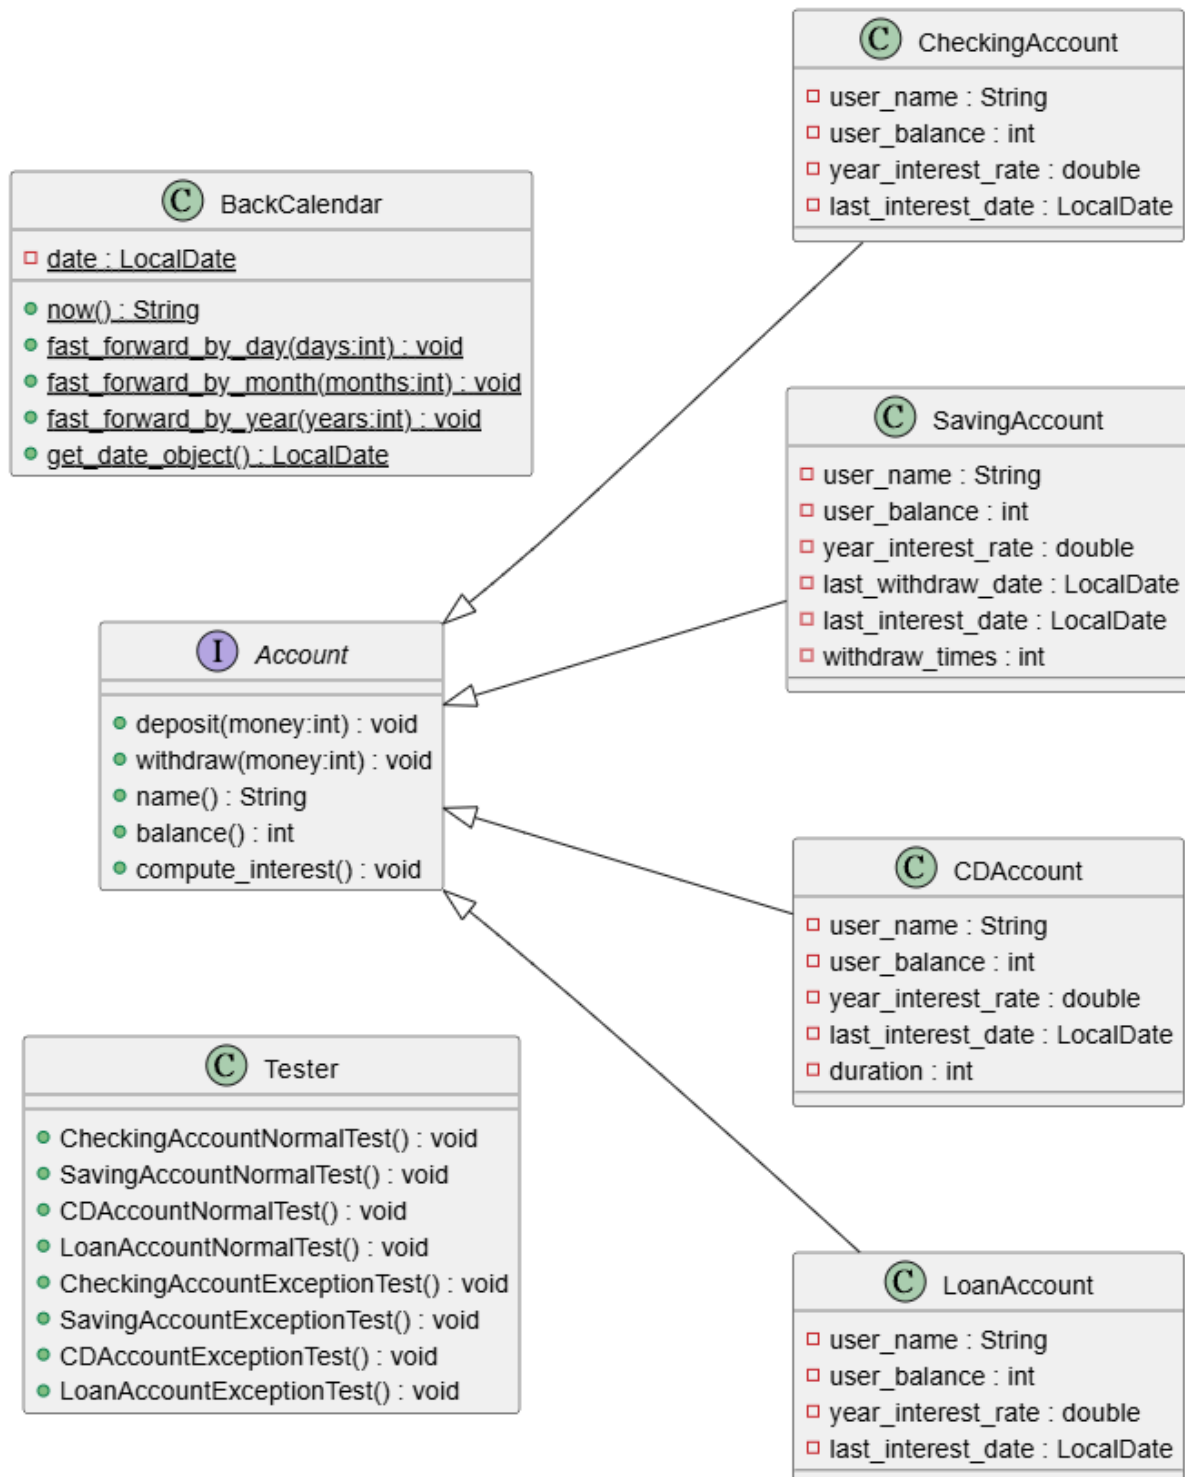 C CheckingAccount
user_name : String
user_balance : int
year_interest_rate : double
last_interest_date : LocalDate
C BackCalendar
date : LocalDate
now() : String
fast_forward_by_day(days:int) : void
fast_forward_by_month(months:int) : void
fast_forward_by_year(years:int) : void
get_date_object() : LocalDate
C SavingAccount
user_name : String
user_balance : int
year_interest_rate : double
last_withdraw_date : LocalDate
last_interest_date : LocalDate
withdraw_times : int
I Account
deposit(money:int) : void
withdraw(money:int) : void
name() : String
balance() : int
compute_interest() : void
C CDAccount
user_name : String
user_balance : int
year_interest_rate : double
last_interest_date : LocalDate
duration : int
C Tester
CheckingAccountNormalTest() : void
SavingAccountNormalTest() : void
CDAccountNormalTest() : void
LoanAccountNormalTest() : void
CheckingAccountExceptionTest() : void
SavingAccountExceptionTest() : void
CDAccountExceptionTest() : void
LoanAccountExceptionTest() : void
C LoanAccount
user_name : String
user_balance : int
year_interest_rate : double
last_interest_date : LocalDate